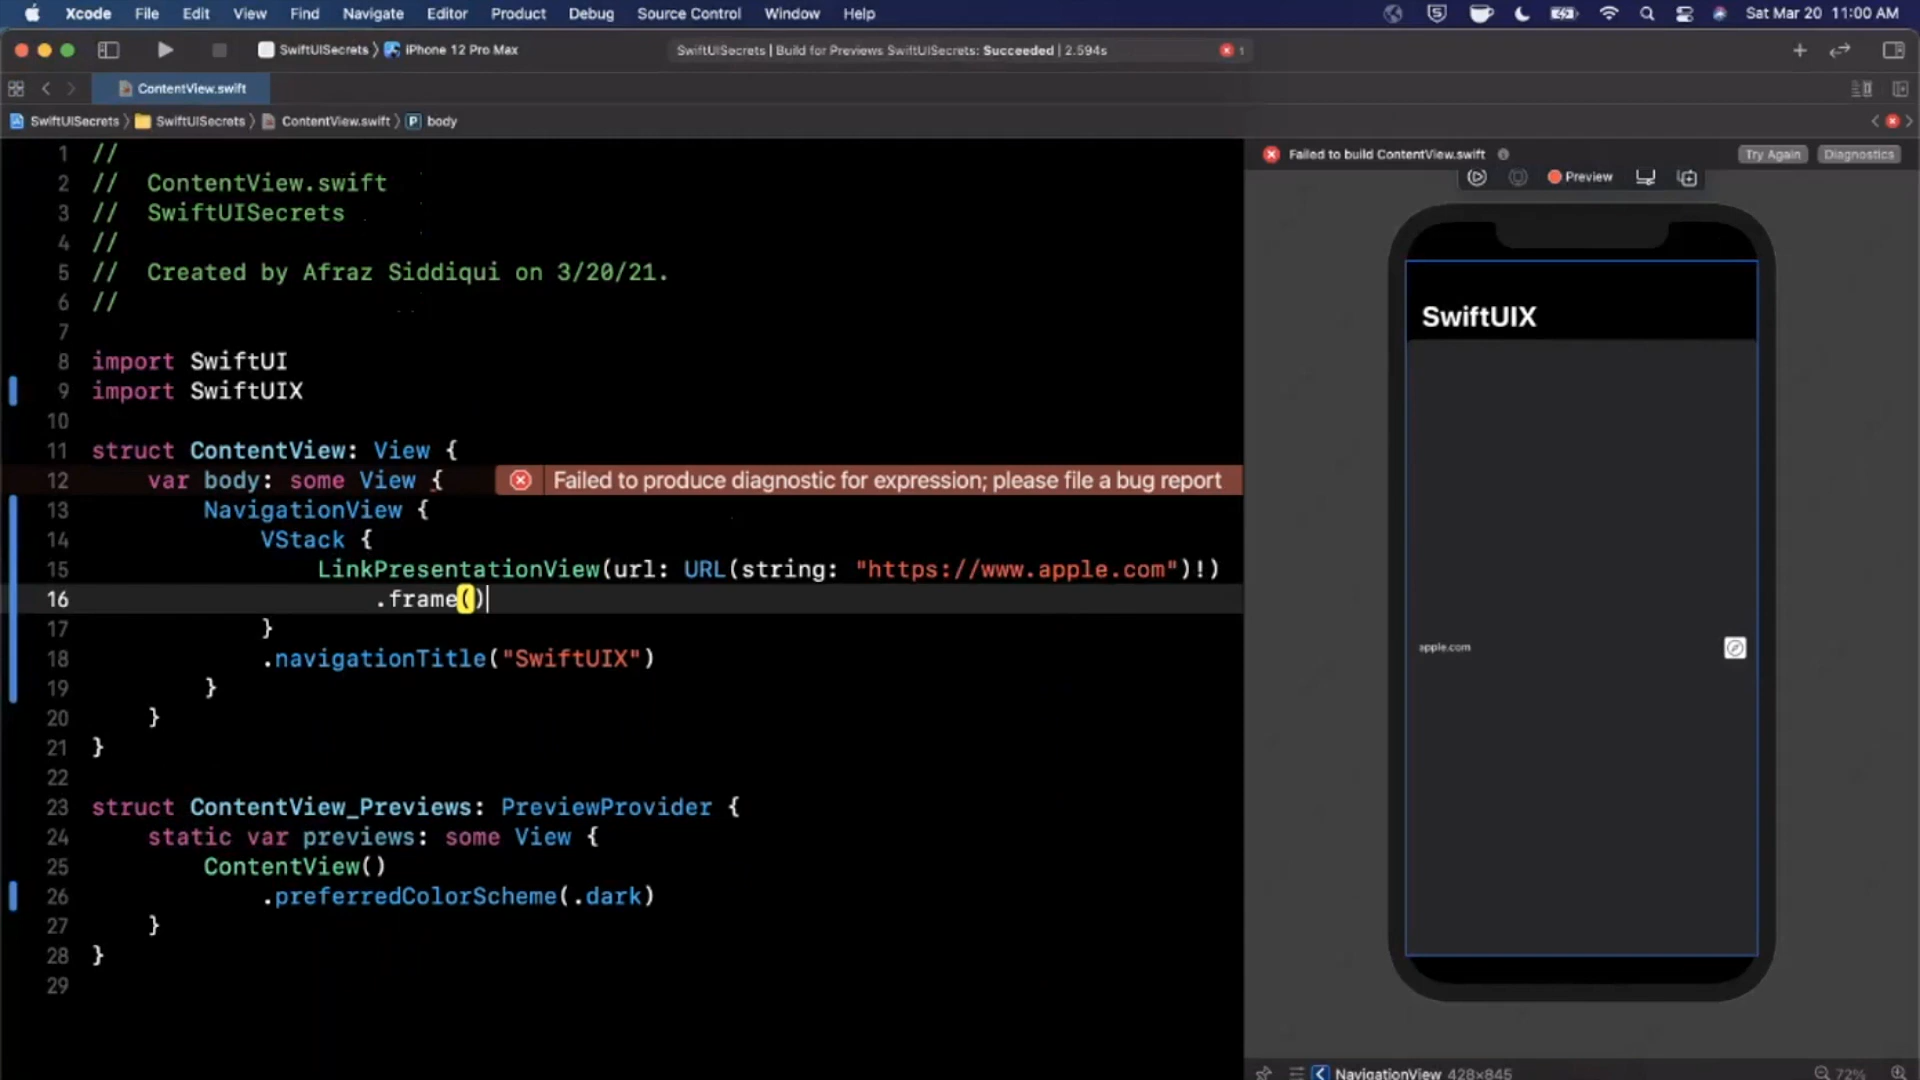 Xcode File Edit View Find Navigate Editor Product Debug Source Control Window Help Sat Mar 20 11:00 AM
SwiftUISecrets iPhone 12 Pro Max SwiftUISecrets | Build for Previews SwiftUISecrets: Succeeded | 2.594s 1
ContentView.swift
SwiftUISecrets SwiftUISecrets ContentView.swift P body
1 //
2 // ContentView.swift
3 // SwiftUISecrets
4 //
5 // Created by Afraz Siddiqui on 3/20/21.
6 //
7
8 import SwiftUI
9 import SwiftUIX
10
11 struct ContentView: View {
12 var body: some View { Failed to produce diagnostic for expression; please file a bug report
13 NavigationView {
14 VStack {
15 LinkPresentationView(url: URL(string: "https://www.apple.com")!)
16 .frame()
17 }
18 .navigationTitle("SwiftUIX")
19 }
20 }
21 }
22
23 struct ContentView_Previews: PreviewProvider {
24 static var previews: some View {
25 ContentView()
26 .preferredColorScheme(.dark)
27 }
28 }
29
Failed to build ContentView.swift Try Again Diagnostics
Preview
SwiftUIX
apple.com
NavigationView 428×845 72%